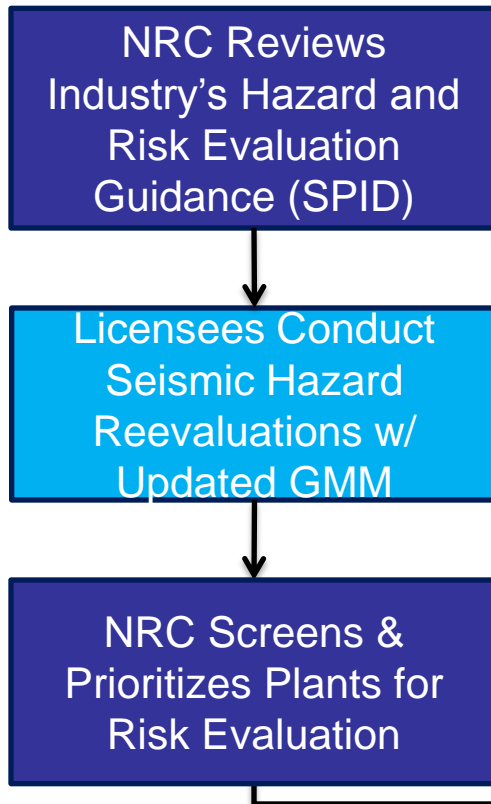 NRC Reviews
Industry’s Hazard and
Risk Evaluation
Guidance (SPID)
Licensees Conduct
Seismic Hazard
Reevaluations w/
Updated GMM
NRC Screens &
Prioritizes Plants for
Risk Evaluation